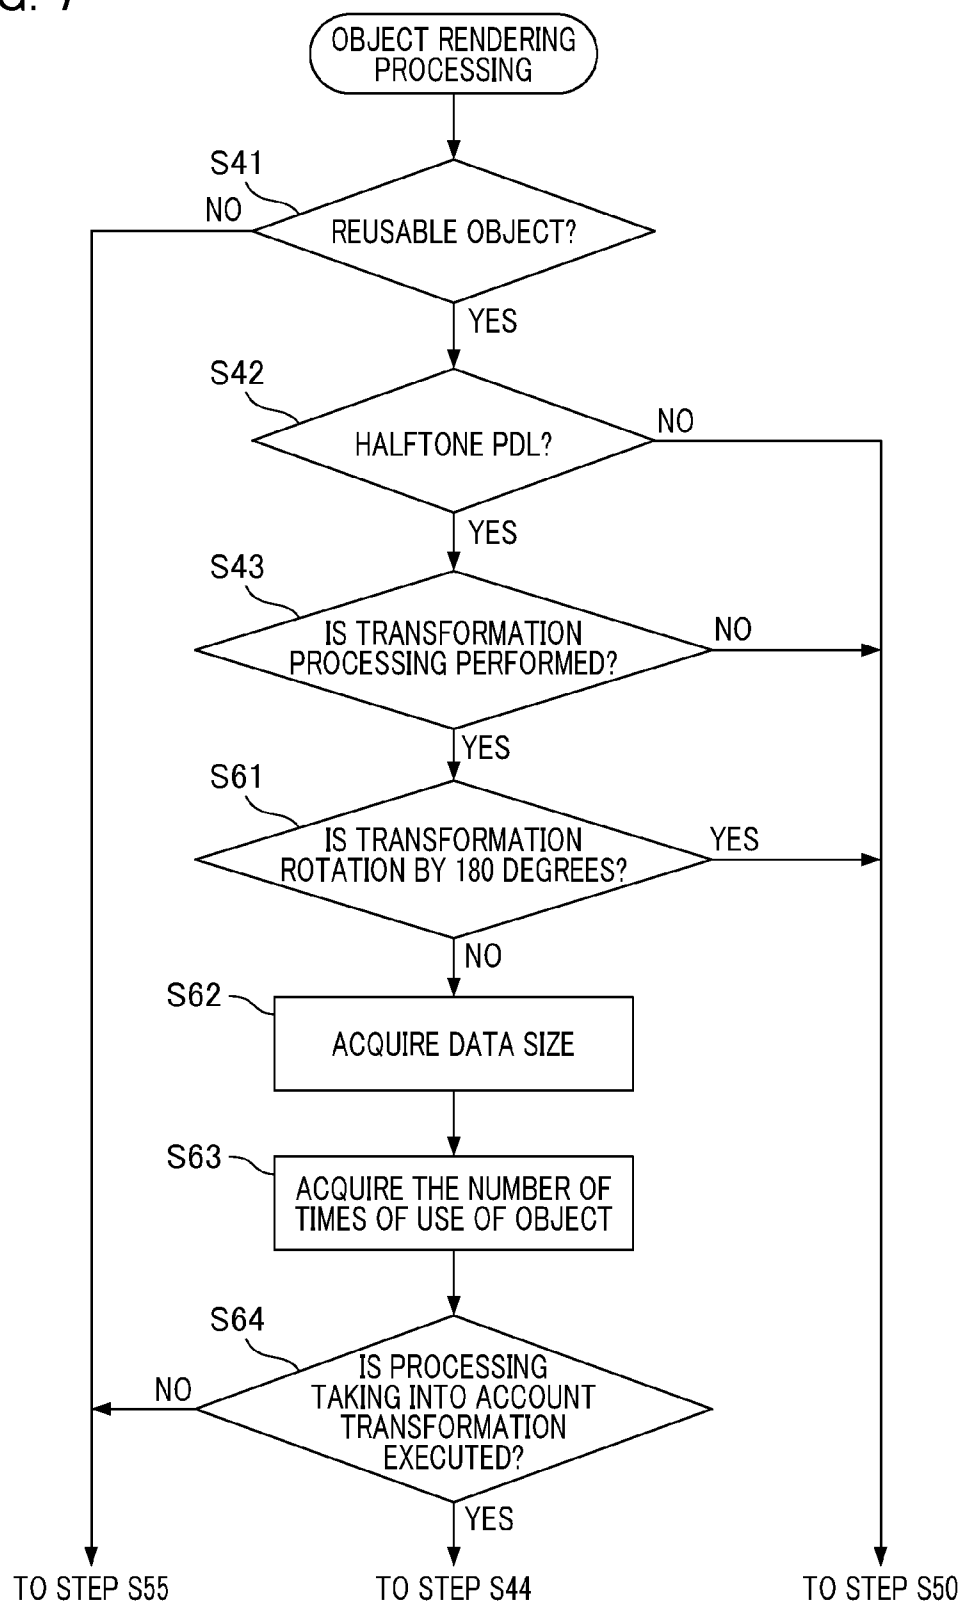 OBJECT RENDERING
PROCESSING
S41
NO
REUSABLE OBJECT?
YES
S42
NO
HALFTONE PDL?
YES
S43
NO
IS TRANSFORMATION
PROCESSING PERFORMED?
YES
S61
YES
IS TRANSFORMATION
ROTATION BY 180 DEGREES?
NO
S62
ACQUIRE DATA SIZE
S63
ACQUIRE THE NUMBER OF
TIMES OF USE OF OBJECT
S64
NO
IS PROCESSING
TAKING INTO ACCOUNT
TRANSFORMATION
EXECUTED?
YES
TO STEP S55
TO STEP S44
TO STEP S50